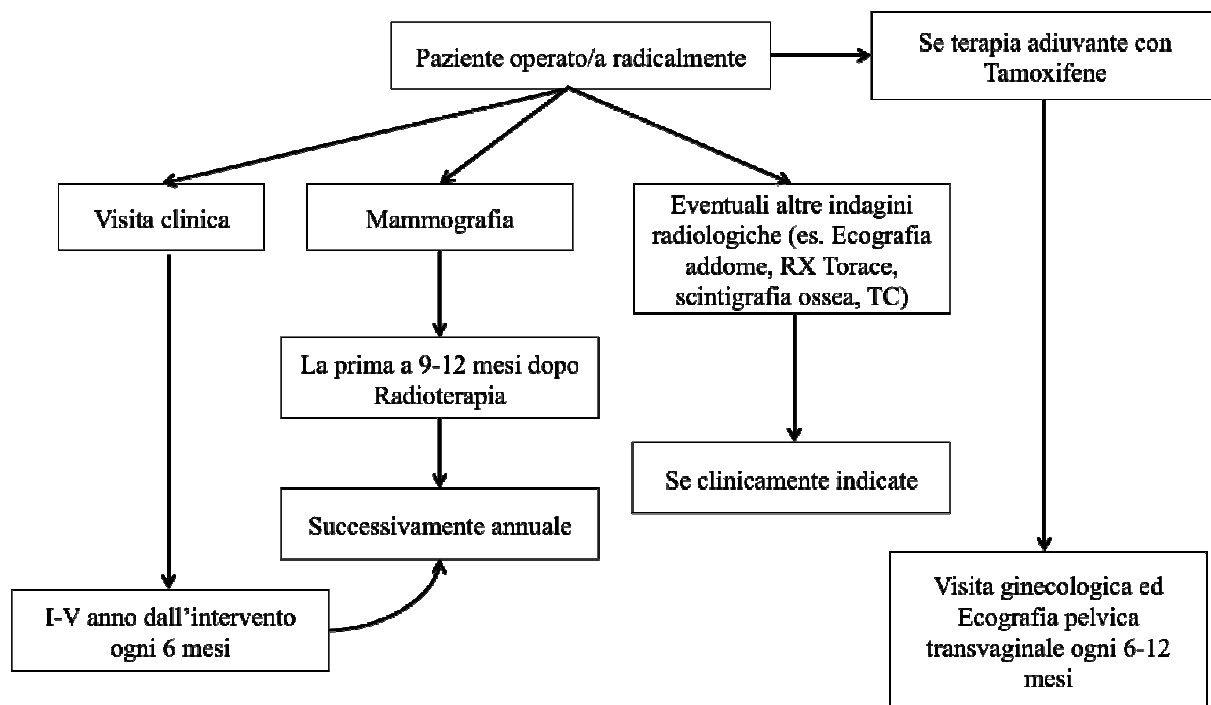 Paziente operato/a radicalmente
Se terapia adiuvante con
Tamoxifene
Visita clinica
Mammografia
Eventuali altre indagini
radiologiche (es. Ecografia
addome, RX Torace,
scintigrafia ossea, TC)
La prima a 9-12 mesi dopo
Radioterapia
Se clinicamente indicate
Successivamente annuale
I-V anno dall’intervento
ogni 6 mesi
Visita ginecologica ed
Ecografia pelvica
transvaginale ogni 6-12
mesi